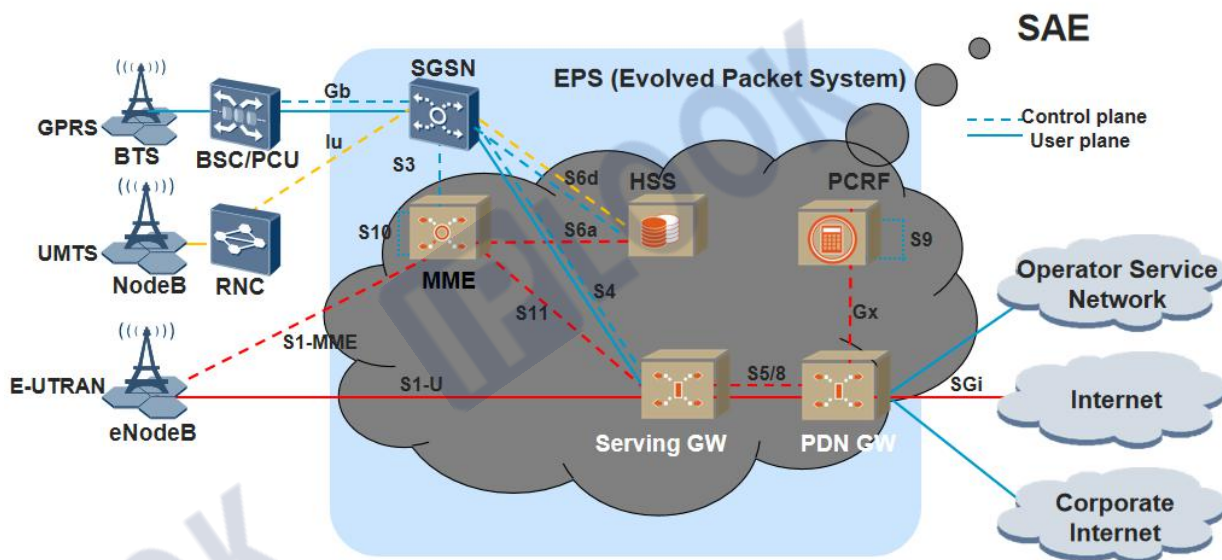 SAE
EPS (Evolved Packet System)
Control plane
User plane
SGSN
Gb
GPRS
BTS
BSC/PCU
Iu
S3
S6d
HSS
PCRF
UMTS
NodeB
RNC
S10
S6a
S9
MME
Operator Service
Network
S4
S11
Gx
S1-MME
E-UTRAN
eNodeB
S1-U
S5/8
SGi
Internet
Serving GW
PDN GW
Corporate
Internet